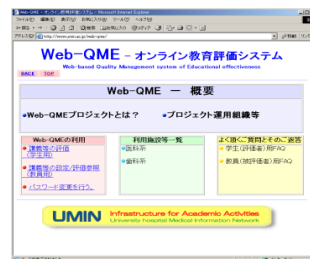 Web-QME - オンライン教育評価システム
Web-based Quality Management system of Educational effectiveness
BACK TOP
Web-QME － 概要
●Web-QMEプロジェクトとは？ ●プロジェクト運用組織等
Web-QMEの利用
● 講義等の評価
(学生用)
● 講義等の設定/評価参照
(教員用)
● パスワード変更を行う。
利用施設等一覧
●医科系
●歯科系
よく頂くご質問とそのご返答
● 学生(評価者)用FAQ
● 教員(被評価者)用FAQ
UMIN Infrastructure for Academic Activities
University hospital Medical Information Network